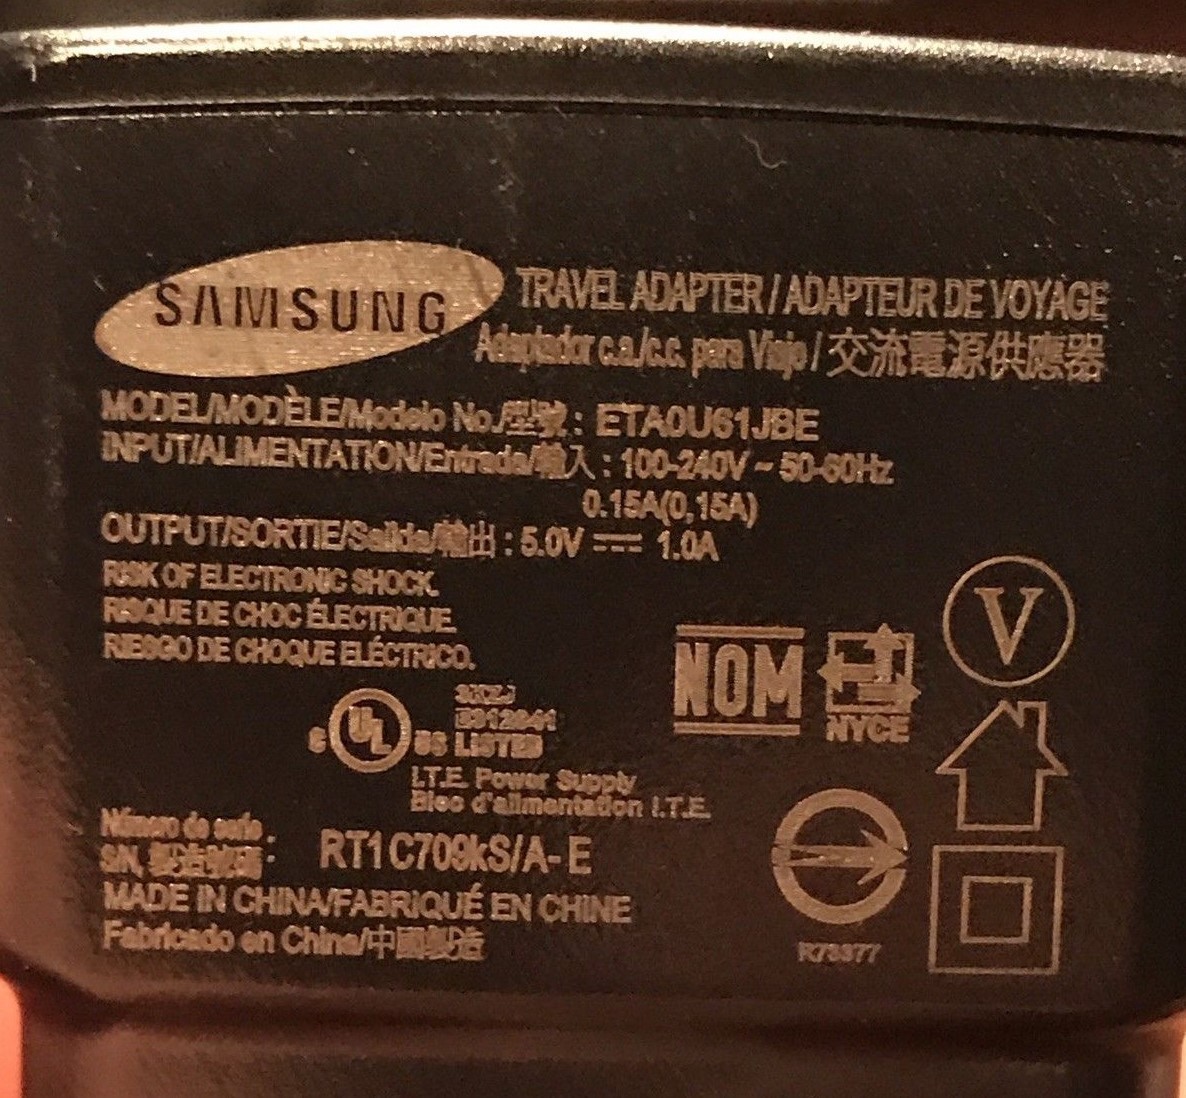 SAMSUNG
TRAVEL ADAPTER / ADAPTEUR DE VOYAGE
Adaptador c.a./c.c. para Viaje / 交流電源供應器
MODEL/MODÈLE/Modelo No./型號 : ETA0U61JBE
INPUT/ALIMENTATION/Entrada/輸入 : 100-240V ~ 50-60Hz
0.15A(0,15A)
OUTPUT/SORTIE/Salida/輸出 : 5.0V ⎓ 1.0A
RISK OF ELECTRONIC SHOCK.
RISQUE DE CHOC ÉLECTRIQUE.
RIESGO DE CHOQUE ELÉCTRICO.
V
NOM
NYCE
C UL US LISTED
I.T.E. Power Supply
Bloc d'alimentation I.T.E.
Número de serie
S/N, 製造號碼 : RT1C709kS/A-E
MADE IN CHINA/FABRIQUÉ EN CHINE
Fabricado en China/中國製造